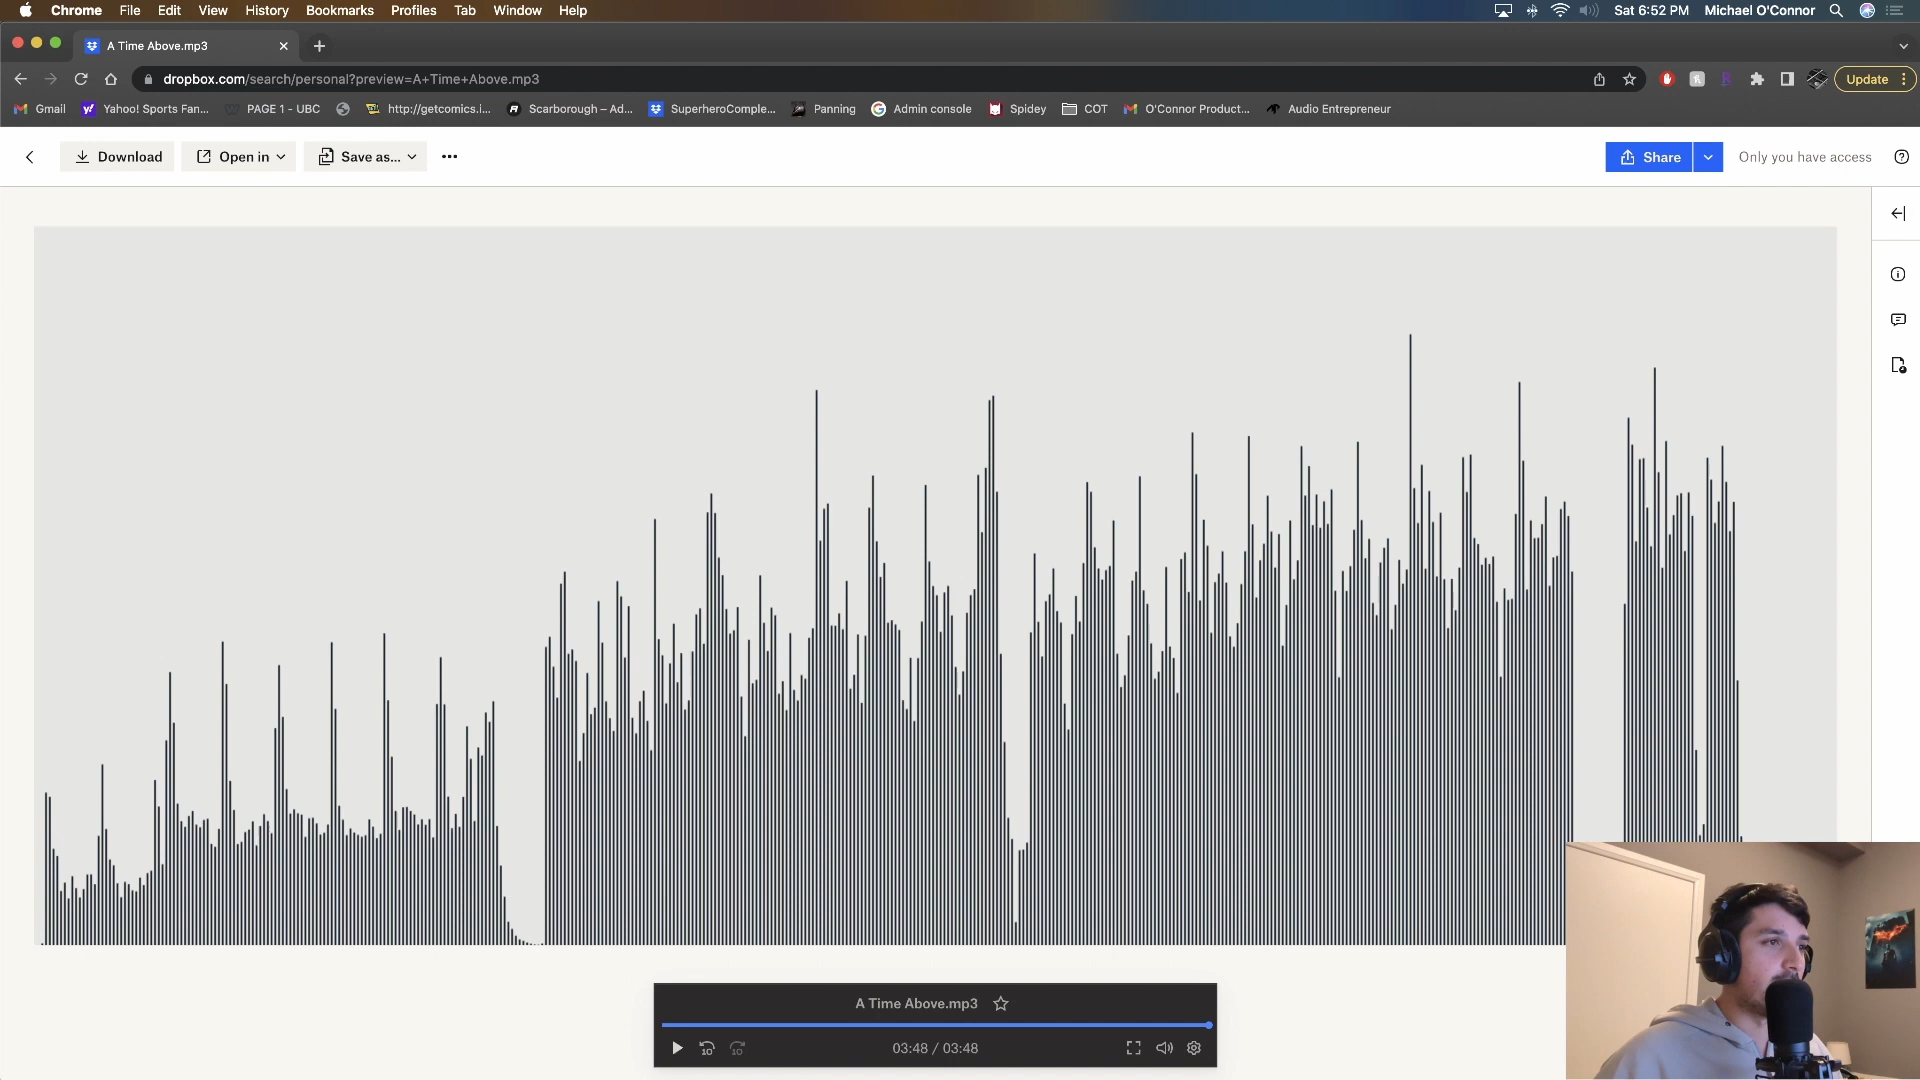 Chrome File Edit View History Bookmarks Profiles Tab Window Help Sat 6:52 PM Michael O'Connor
A Time Above.mp3
dropbox.com/search/personal?preview=A+Time+Above.mp3 Update
Gmail Yahoo! Sports Fan... PAGE 1 - UBC http://getcomics.i... Scarborough – Ad... SuperheroComple... Panning Admin console Spidey COT O'Connor Product... Audio Entrepreneur
Download Open in Save as... Share Only you have access
A Time Above.mp3
10 10 03:48 / 03:48